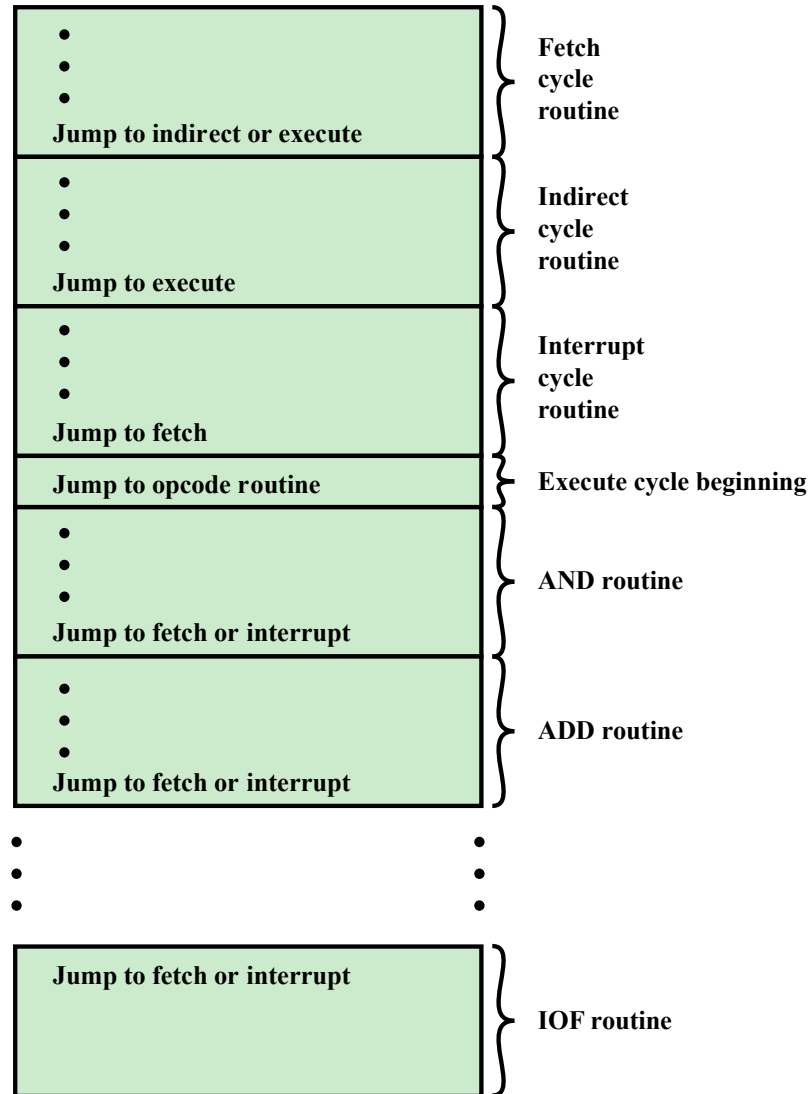 Fetch
cycle
routine
Jump to indirect or execute
Indirect
cycle
routine
Jump to execute
Interrupt
cycle
routine
Jump to fetch
Jump to opcode routine
Execute cycle beginning
AND routine
Jump to fetch or interrupt
ADD routine
Jump to fetch or interrupt
Jump to fetch or interrupt
IOF routine